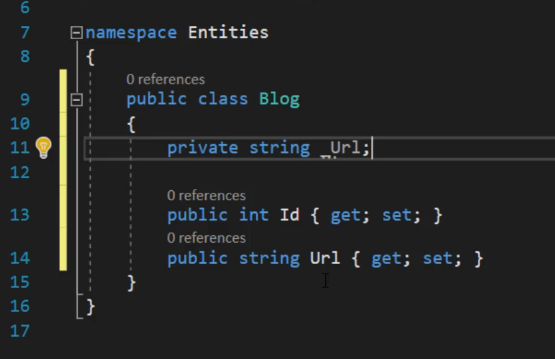 6
7 namespace Entities
8 {
0 references
9 public class Blog
10 {
11 private string _Url;
12
0 references
13 public int Id { get; set; }
0 references
14 public string Url { get; set; }
15 }
16 }
17